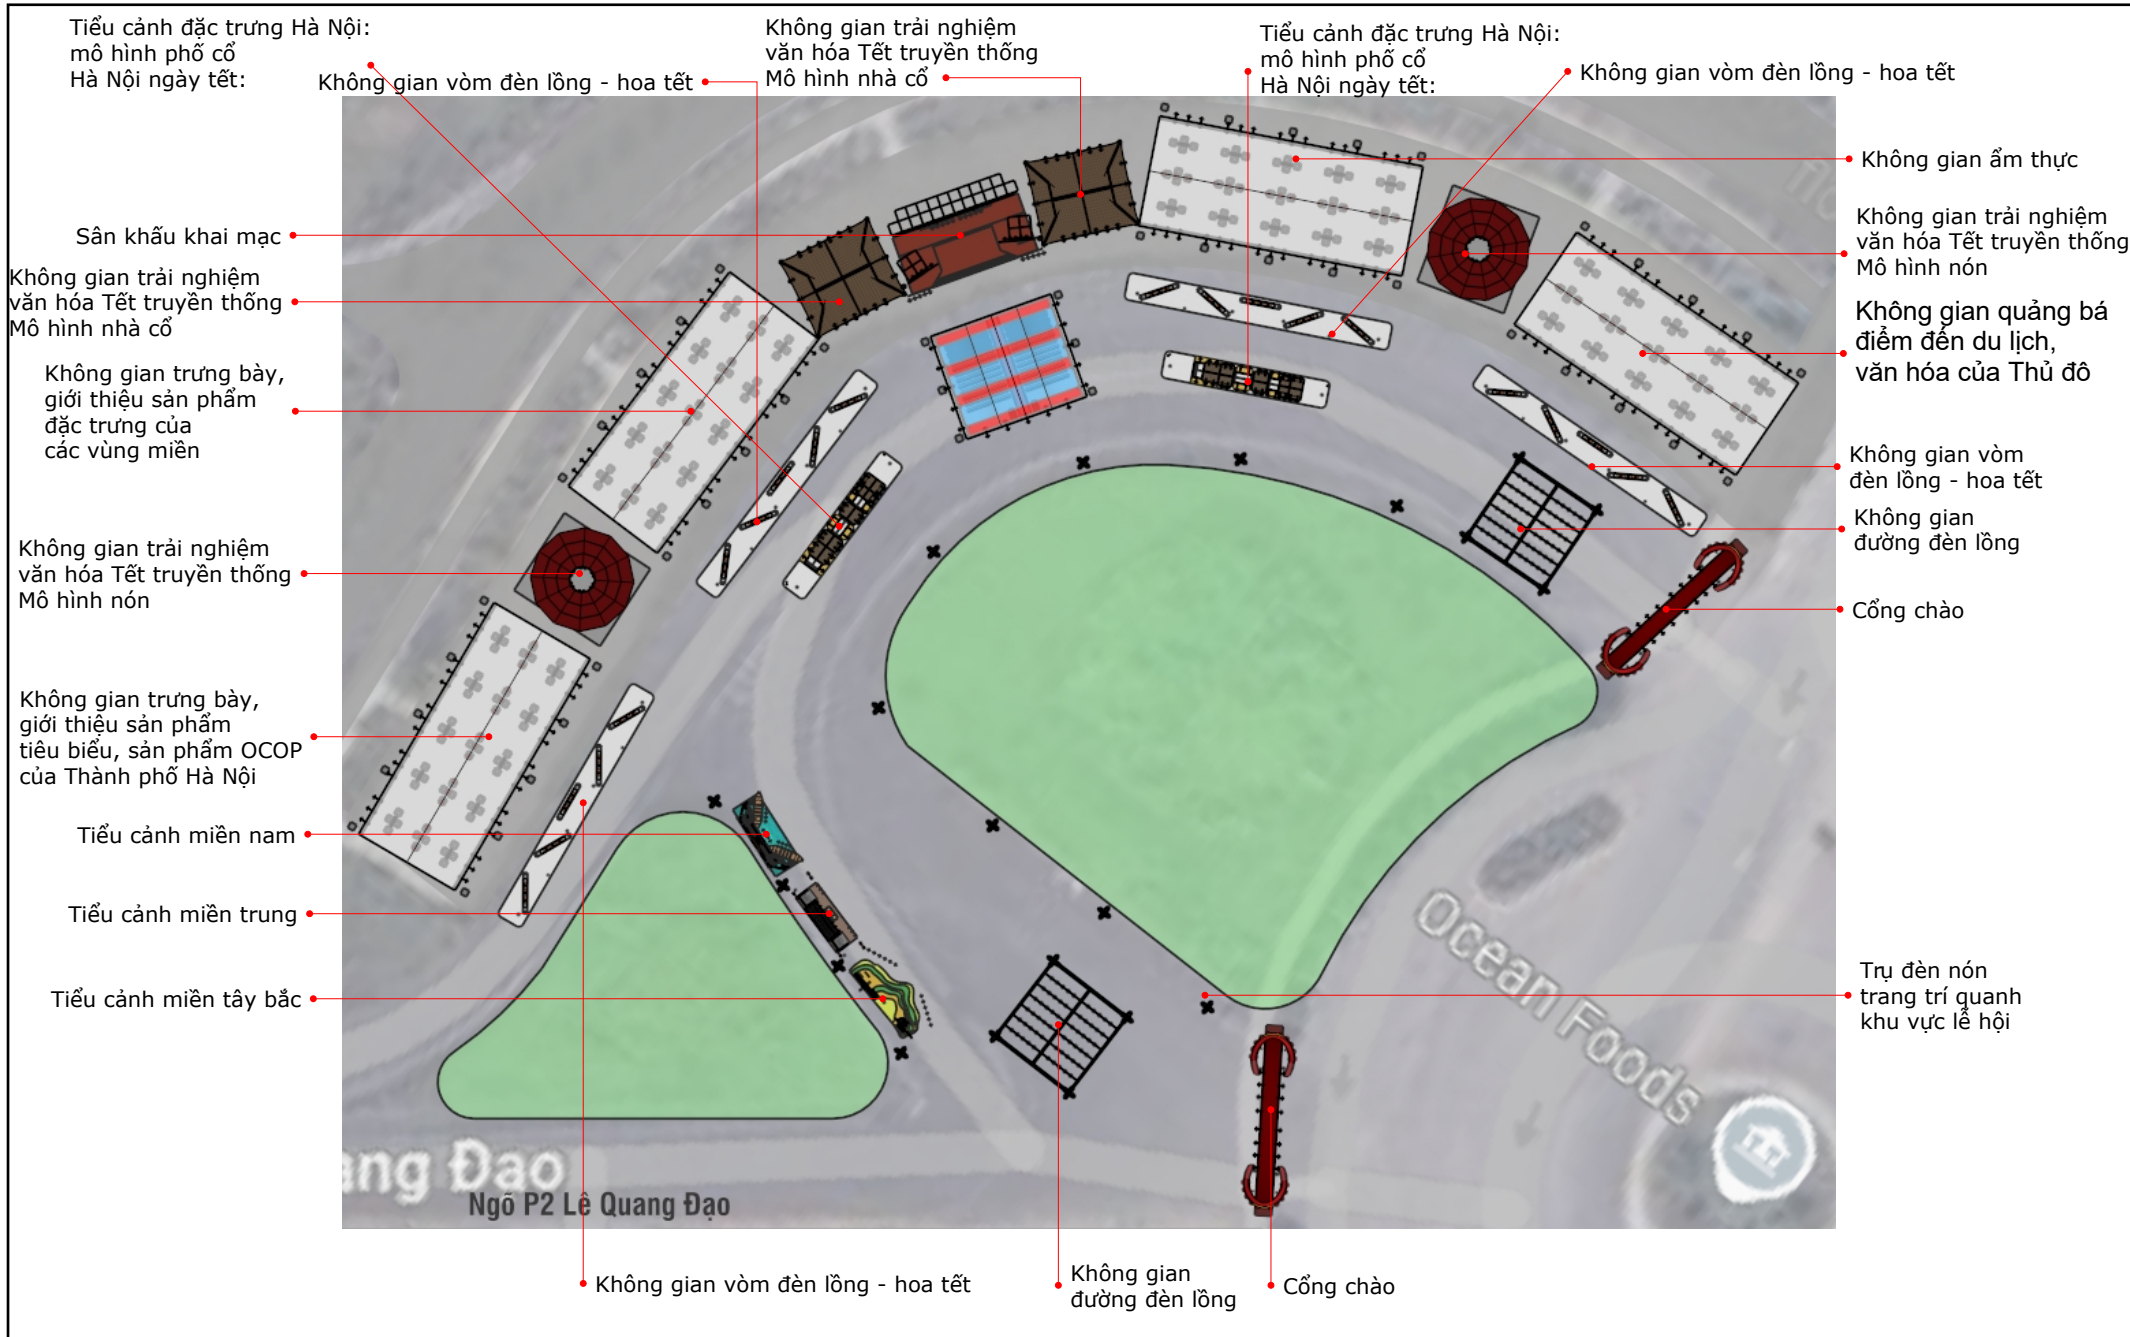 Tiểu cảnh đặc trưng Hà Nội:
mô hình phố cổ
Hà Nội ngày tết:
Không gian vòm đèn lồng - hoa tết
Không gian trải nghiệm
văn hóa Tết truyền thống
Mô hình nhà cổ
Tiểu cảnh đặc trưng Hà Nội:
mô hình phố cổ
Hà Nội ngày tết:
Không gian vòm đèn lồng - hoa tết
Không gian ẩm thực
Không gian trải nghiệm
văn hóa Tết truyền thống
Mô hình nón
Không gian quảng bá
điểm đến du lịch,
văn hóa của Thủ đô
Không gian vòm
đèn lồng - hoa tết
Không gian
đường đèn lồng
Cổng chào
Trụ đèn nón
trang trí quanh
khu vực lễ hội
Sân khấu khai mạc
Không gian trải nghiệm
văn hóa Tết truyền thống
Mô hình nhà cổ
Không gian trưng bày,
giới thiệu sản phẩm
đặc trưng của
các vùng miền
Không gian trải nghiệm
văn hóa Tết truyền thống
Mô hình nón
Không gian trưng bày,
giới thiệu sản phẩm
tiêu biểu, sản phẩm OCOP
của Thành phố Hà Nội
Tiểu cảnh miền nam
Tiểu cảnh miền trung
Tiểu cảnh miền tây bắc
Ocean Foods
ang Đạo
Ngõ P2 Lê Quang Đạo
Không gian vòm đèn lồng - hoa tết
Không gian
đường đèn lồng
Cổng chào